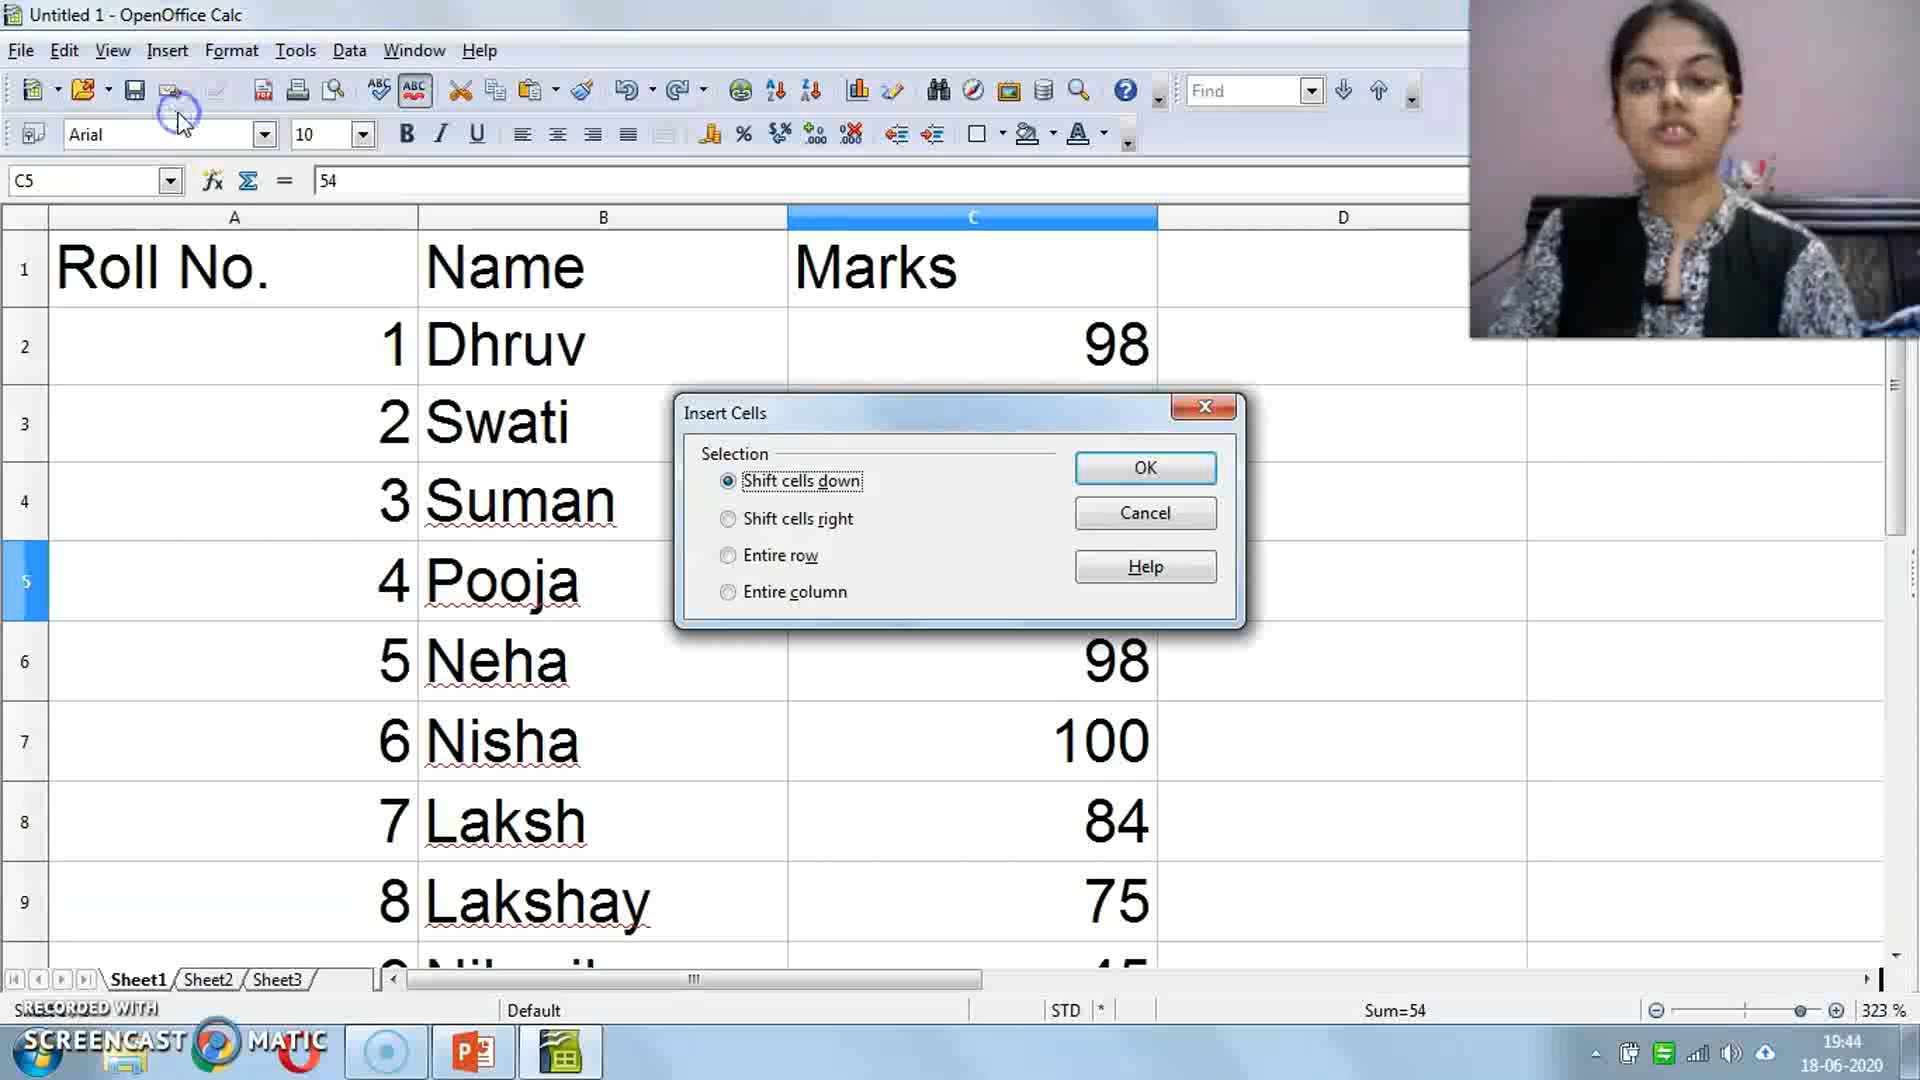 Untitled 1 - OpenOffice Calc
File Edit View Insert Format Tools Data Window Help
Find
Arial 10
C5 54
A B C D
1 Roll No. Name Marks
2 1 Dhruv 98
3 2 Swati
4 3 Suman
5 4 Pooja
6 5 Neha 98
7 6 Nisha 100
8 7 Laksh 84
9 8 Lakshay 75
Insert Cells
Selection
Shift cells down
Shift cells right
Entire row
Entire column
OK
Cancel
Help
Sheet1 Sheet2 Sheet3
Default STD * Sum=54 323 %
RECORDED WITH
SCREENCAST MATIC
19:44
18-06-2020